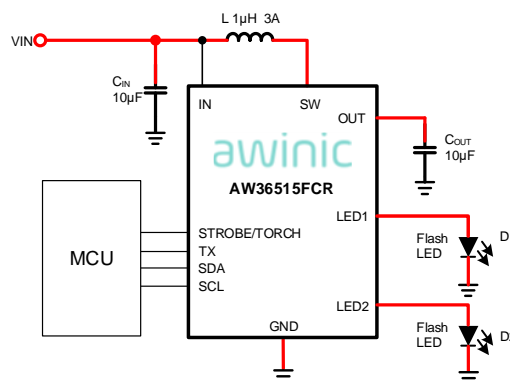 L 1µH 3A
VIN
CIN
10µF
IN
SW
OUT
awinic
COUT
10µF
AW36515FCR
LED1
Flash
LED
D
MCU
STROBE/TORCH
TX
SDA
SCL
LED2
Flash
LED
GND